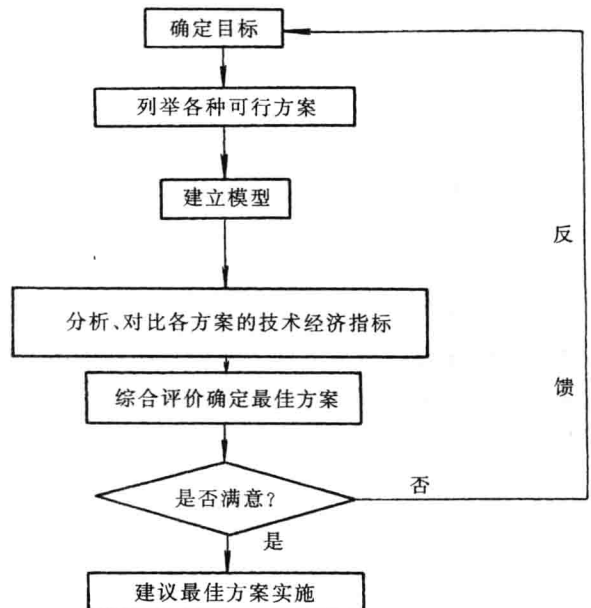 确定目标
列举各种可行方案
建立模型
反
分析、对比各方案的技术经济指标
馈
综合评价确定最佳方案
否
是否满意?
是
建议最佳方案实施